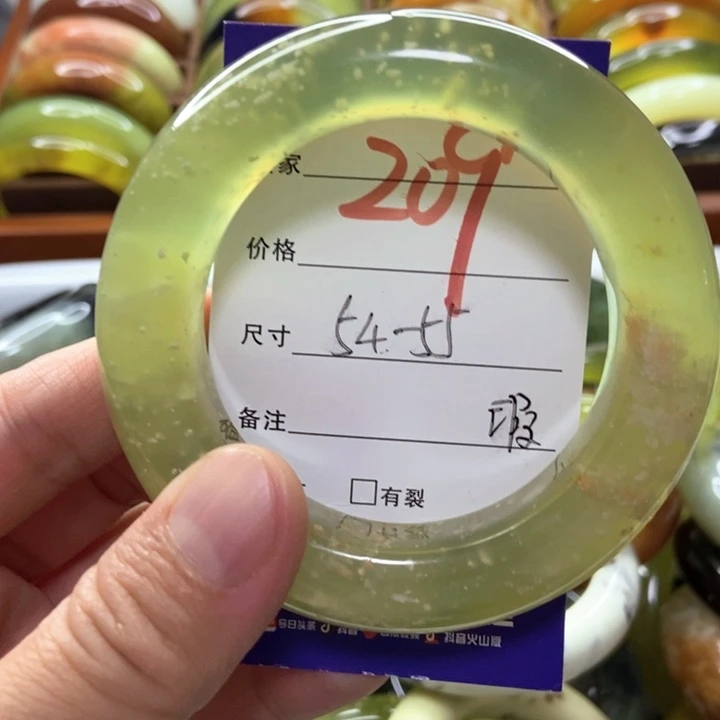 家 209
价格
尺寸 54-55
备注 瑕
□有裂